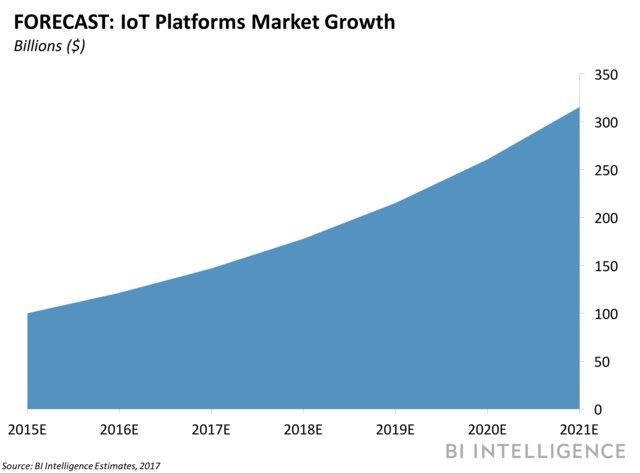 FORECAST: IoT Platforms Market Growth
Billions ($)
350
300
250
200
150
100
50
0
2015E 2016E 2017E 2018E 2019E 2020E 2021E
BI INTELLIGENCE
Source: BI Intelligence Estimates, 2017